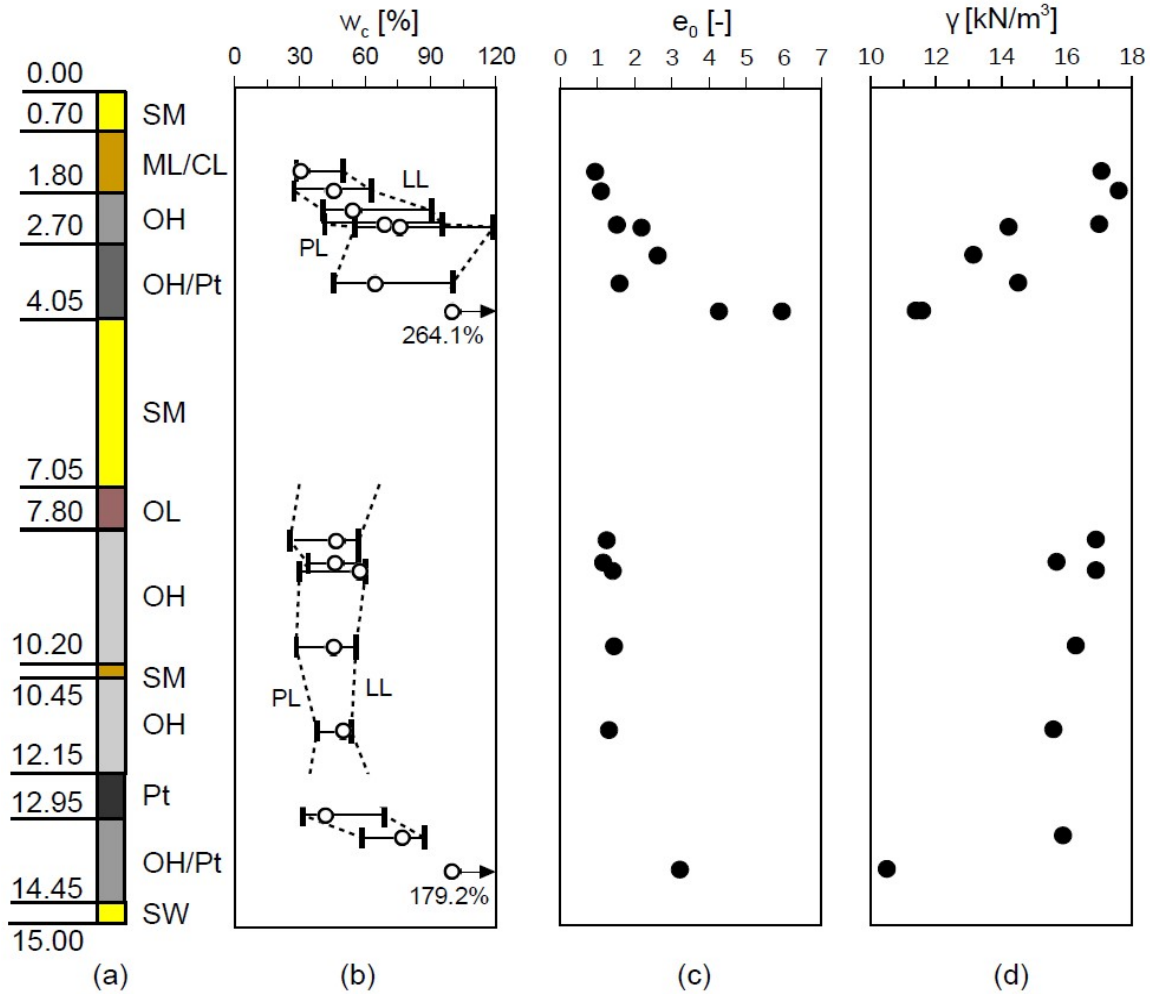 w_c [%]
e_0 [-]
γ [kN/m³]
0 30 60 90 120
0 1 2 3 4 5 6 7
10 12 14 16 18
0.00
0.70 SM
ML/CL
1.80
LL
2.70 OH
PL
OH/Pt
4.05
264.1%
SM
7.05
7.80 OL
OH
10.20
SM
10.45
PL LL
OH
12.15
Pt
12.95
OH/Pt
14.45
179.2%
SW
15.00
(a) (b) (c) (d)